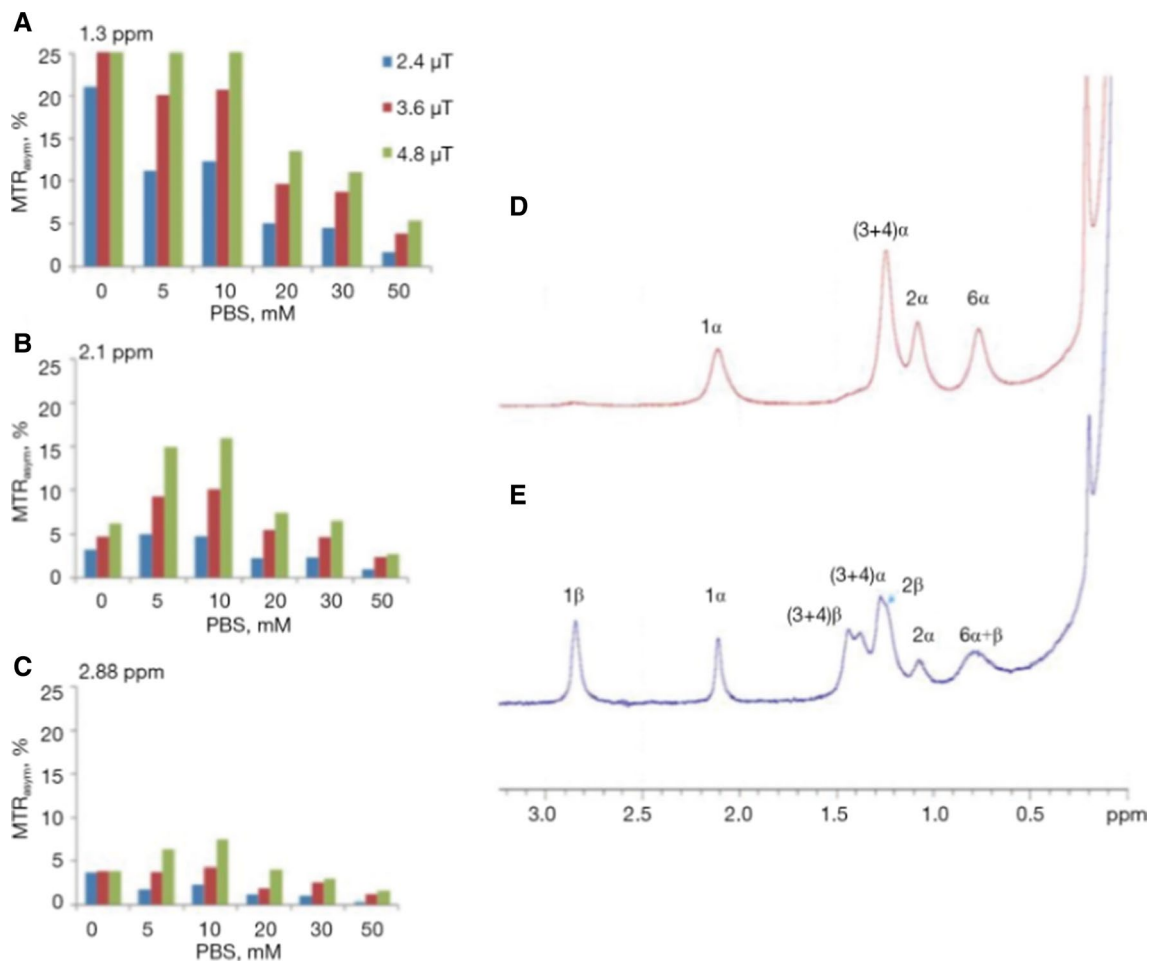 A
1.3 ppm
25
20
15
10
5
0
MTRasym, %
2.4 µT
3.6 µT
4.8 µT
0 5 10 20 30 50
PBS, mM
B
2.1 ppm
25
20
15
10
5
0
MTRasym, %
0 5 10 20 30 50
PBS, mM
C
2.88 ppm
25
20
15
10
5
0
MTRasym, %
0 5 10 20 30 50
PBS, mM
D
1α
(3+4)α
2α
6α
E
1β
1α
(3+4)β
(3+4)α
2β
2α
6α+β
3.0 2.5 2.0 1.5 1.0 0.5 ppm